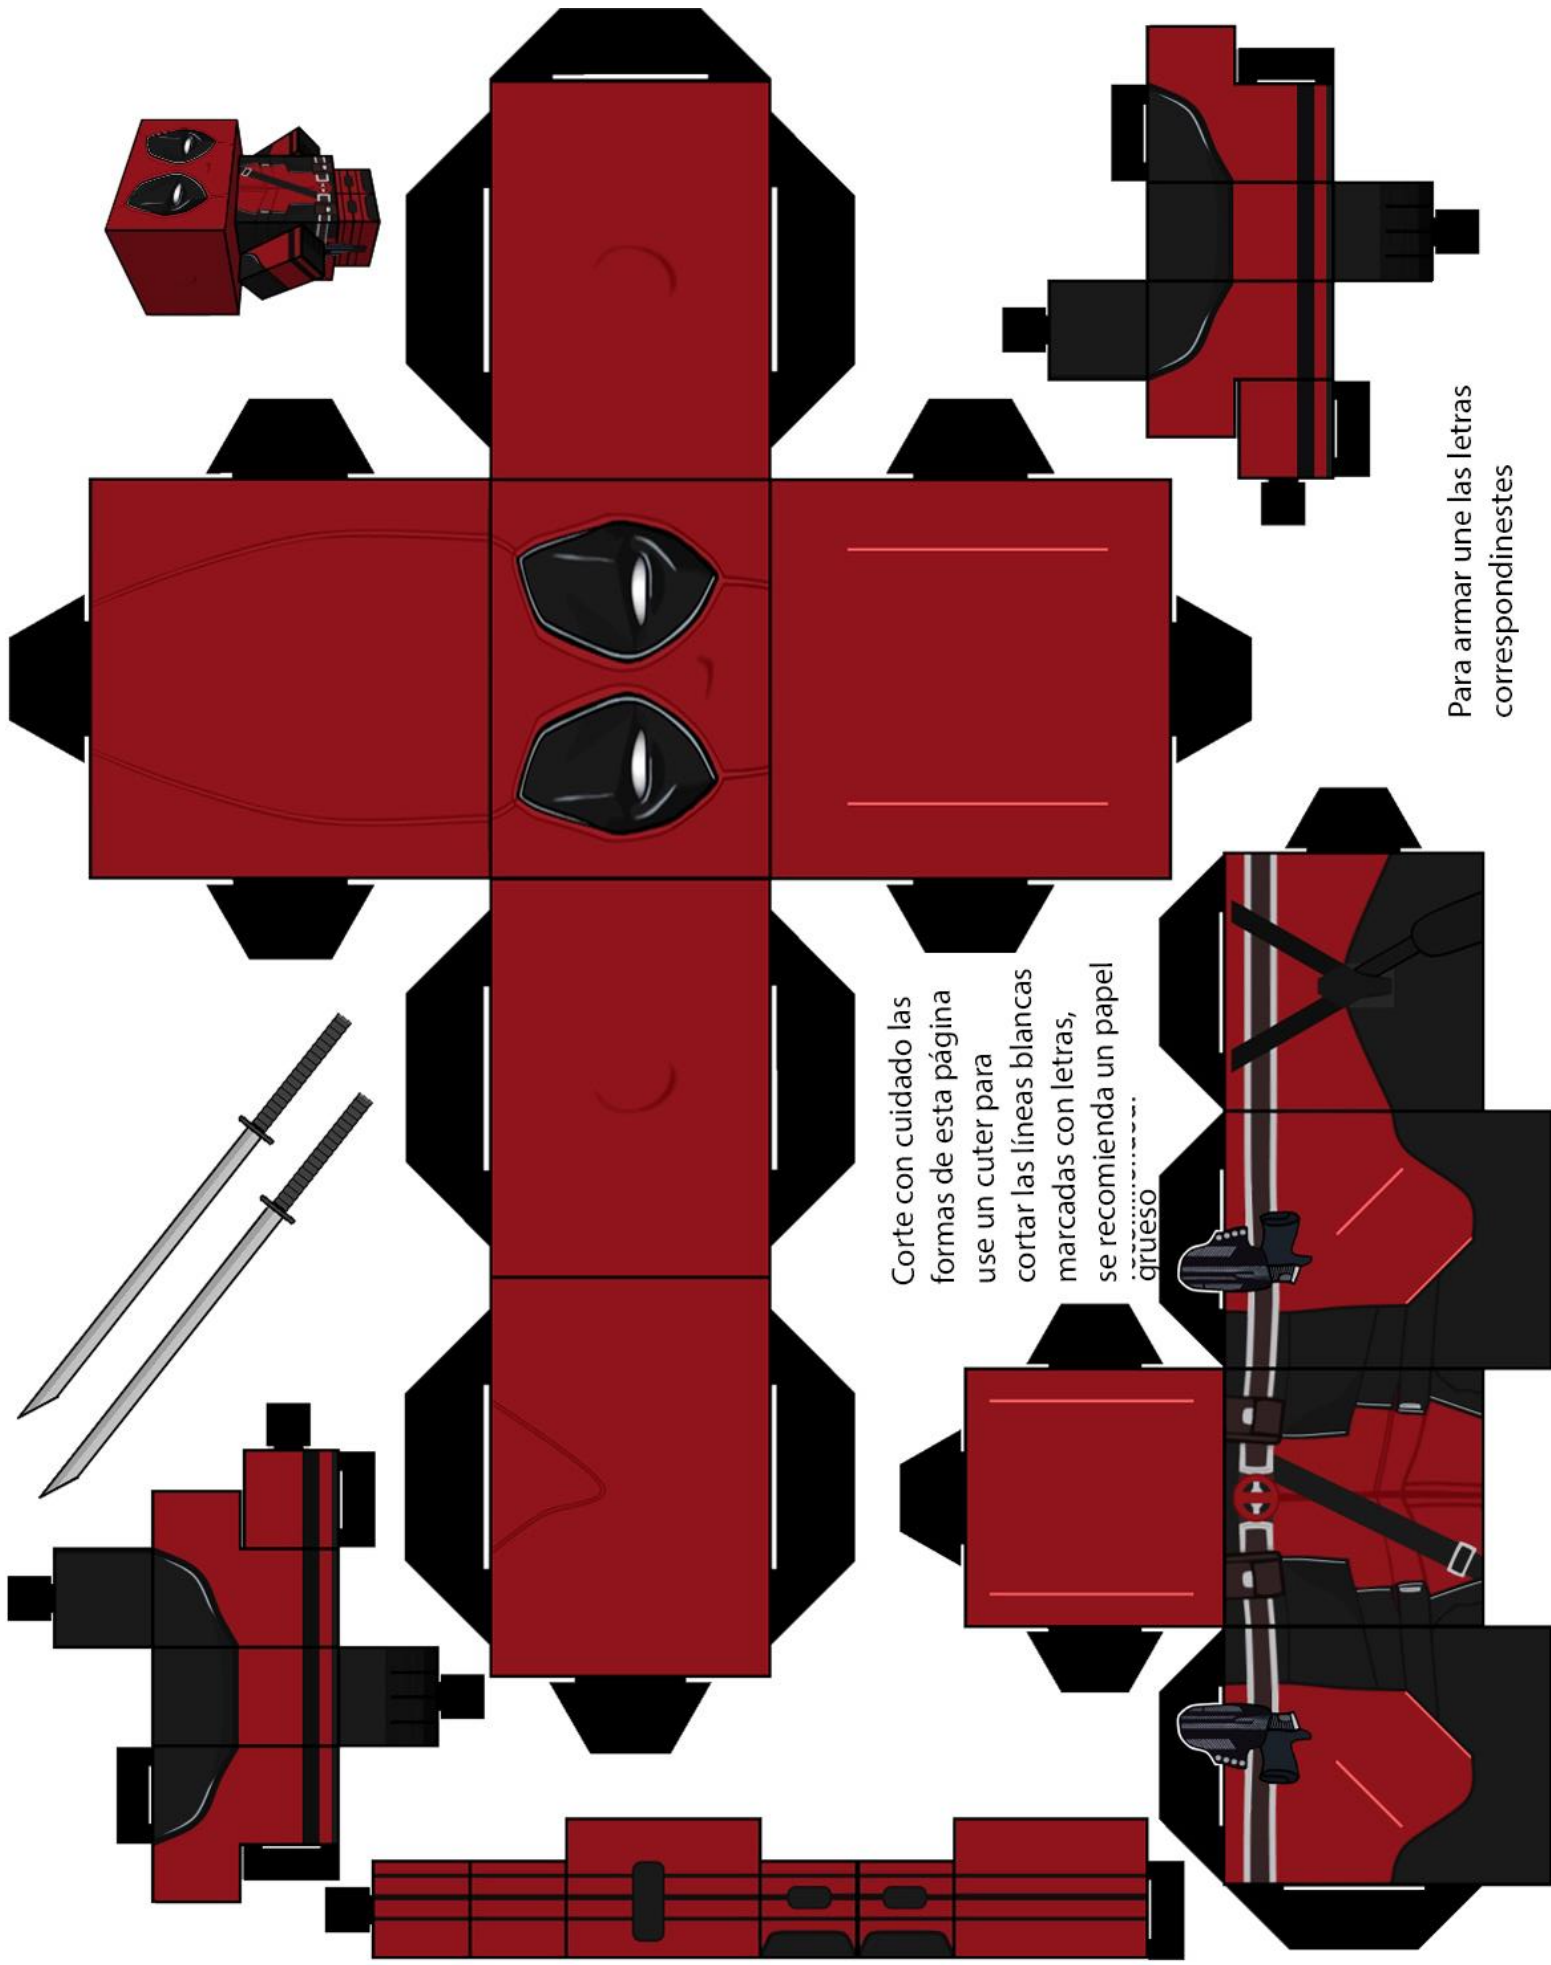 Para armar une las letras
correspondinestes
Corte con cuidado las
formas de esta página
use un cuter para
cortar las líneas blancas
marcadas con letras,
se recomienda un papel
grueso